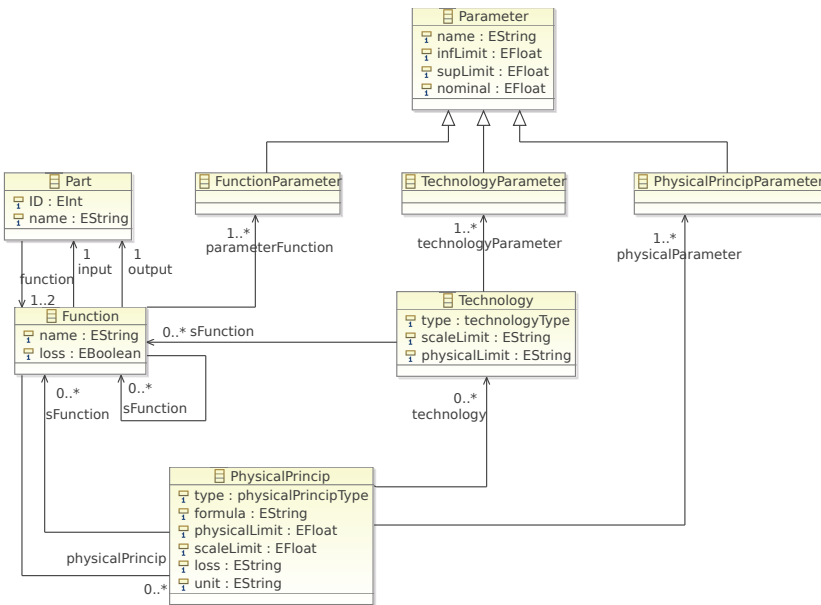 Parameter
name : EString
infLimit : EFloat
supLimit : EFloat
nominal : EFloat
Part
ID : EInt
name : EString
FunctionParameter
TechnologyParameter
PhysicalPrincipParameter
1..*
parameterFunction
1..*
technologyParameter
1..*
physicalParameter
function
1..2
1
input
1
output
Function
name : EString
loss : EBoolean
Technology
type : technologyType
scaleLimit : EString
physicalLimit : EString
0..* sFunction
0..*
sFunction
0..*
sFunction
0..*
technology
PhysicalPrincip
type : physicalPrincipType
formula : EString
physicalLimit : EFloat
scaleLimit : EFloat
loss : EString
unit : EString
physicalPrincip
0..*